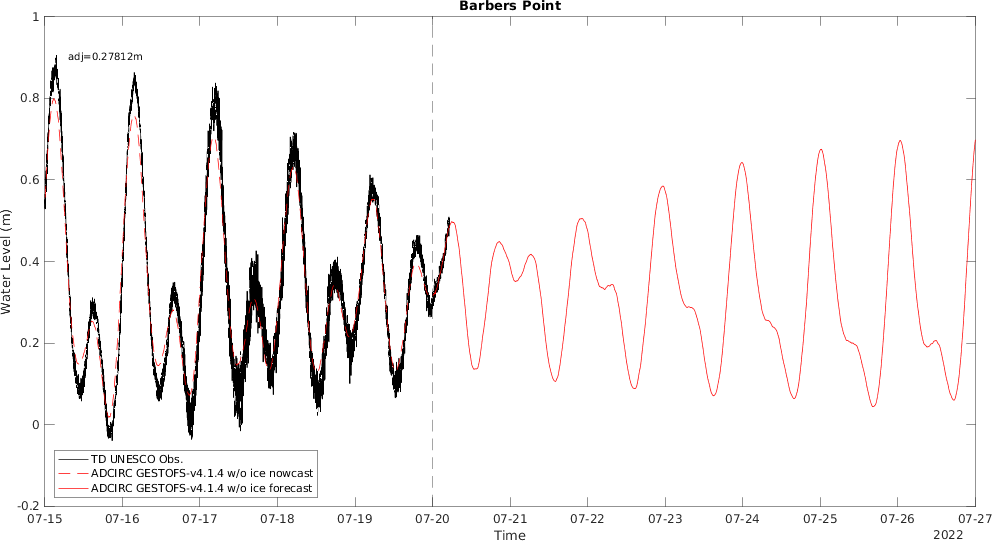 Barbers Point
adj=0.27812m
Water Level (m)
1
0.8
0.6
0.4
0.2
0
-0.2
TD UNESCO Obs.
ADCIRC GESTOFS-v4.1.4 w/o ice nowcast
ADCIRC GESTOFS-v4.1.4 w/o ice forecast
07-15 07-16 07-17 07-18 07-19 07-20 07-21 07-22 07-23 07-24 07-25 07-26 07-27
Time
2022